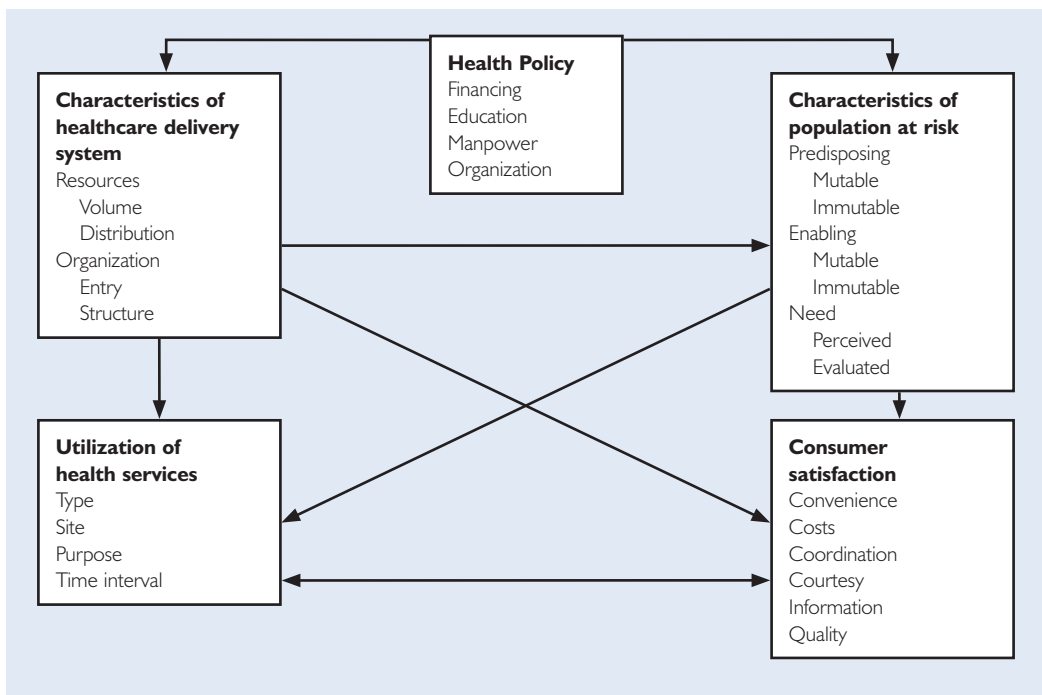 Health Policy
Financing
Education
Manpower
Organization
Characteristics of
healthcare delivery
system
Resources
Volume
Distribution
Organization
Entry
Structure
Characteristics of
population at risk
Predisposing
Mutable
Immutable
Enabling
Mutable
Immutable
Need
Perceived
Evaluated
Utilization of
health services
Type
Site
Purpose
Time interval
Consumer
satisfaction
Convenience
Costs
Coordination
Courtesy
Information
Quality